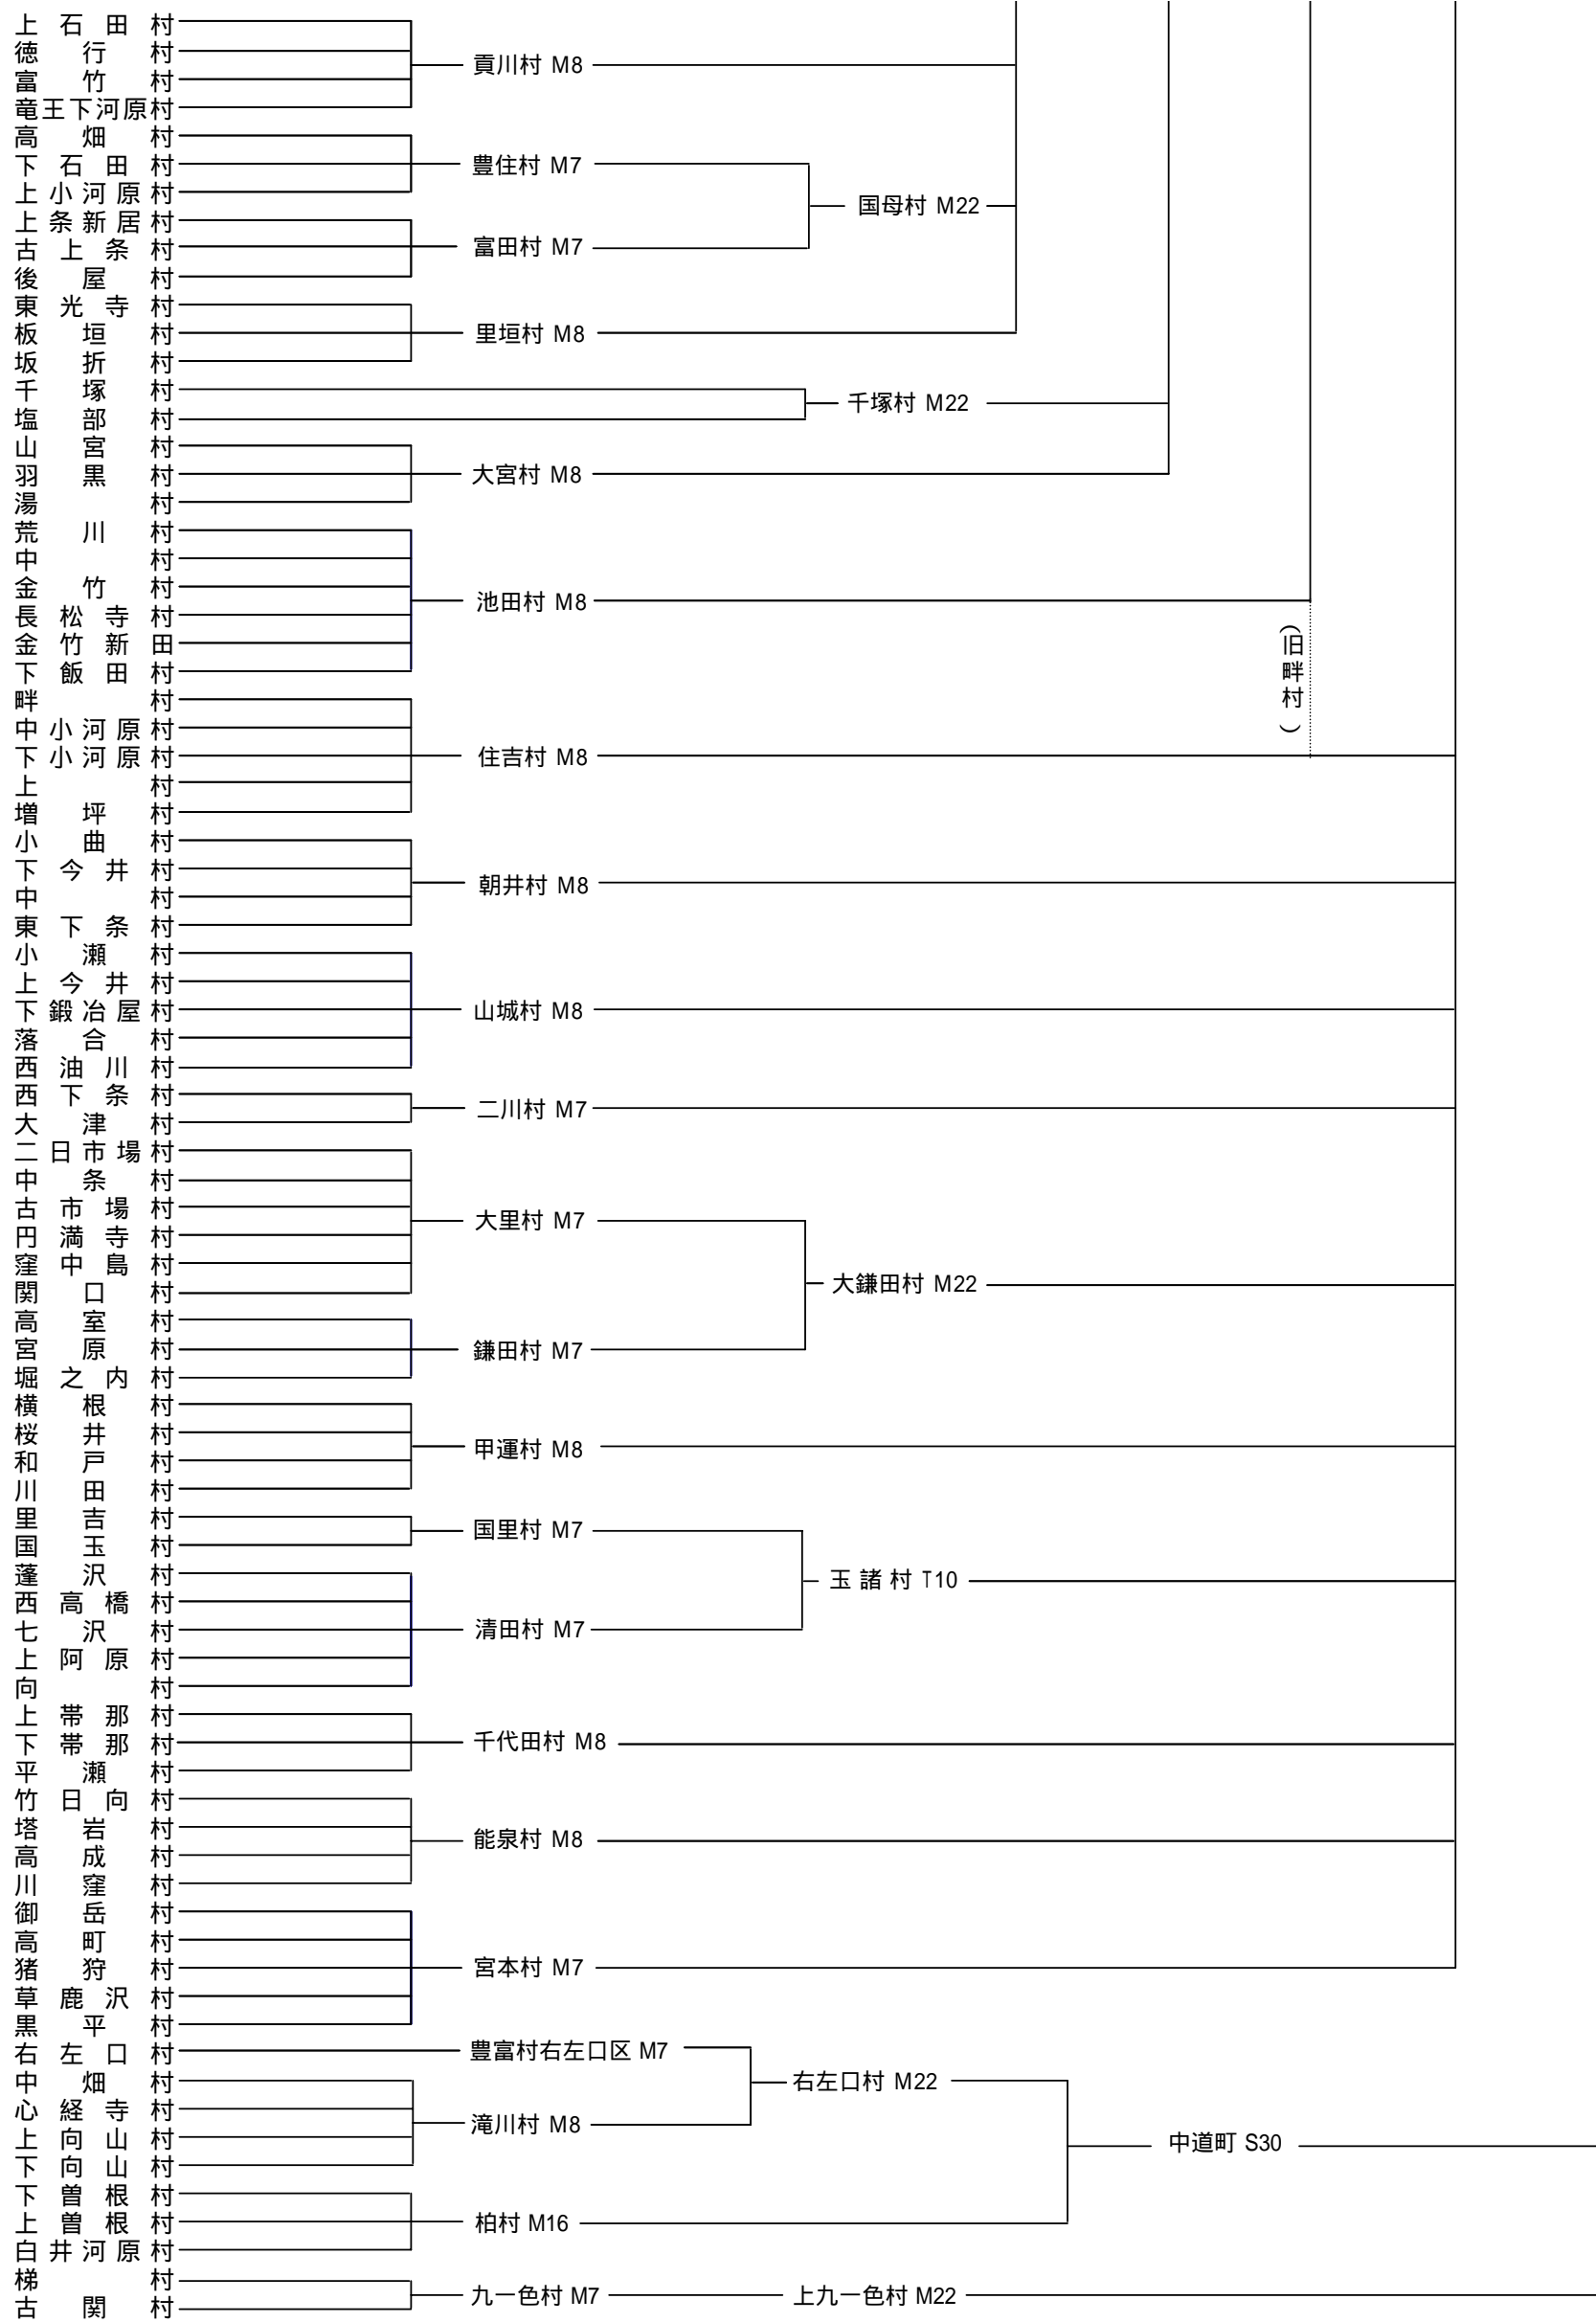 上石田村
徳行村
富竹村
竜王下河原村
貢川村 M8
高畑村
下石田村
上小河原村
豊住村 M7
上条新居村
古上条村
後屋村
富田村 M7
国母村 M22
東光寺村
板垣村
坂折村
里垣村 M8
千塚村
塩部村
千塚村 M22
山宮村
羽黒村
湯村
大宮村 M8
荒川村
中村
金竹村
長松寺村
金竹新田
下飯田村
池田村 M8
(旧畔村)
畔村
中小河原村
下小河原村
上村
増坪村
住吉村 M8
小曲村
下今井村
中村
東下条村
朝井村 M8
小瀬村
上今井村
下鍛冶屋村
落合村
西油川村
山城村 M8
西下条村
大津村
二川村 M7
二日市場村
中条村
古市場村
円満寺村
窪中島村
関口村
大里村 M7
高室村
宮原村
堀之内村
鎌田村 M7
大鎌田村 M22
横根村
桜井村
和戸村
川田村
甲運村 M8
里吉村
国玉村
国里村 M7
蓬沢村
西高橋村
七沢村
上阿原村
向村
清田村 M7
玉諸村 T10
上帯那村
下帯那村
平瀬村
千代田村 M8
竹日向村
塔岩村
高成村
川窪村
能泉村 M8
御岳村
高町村
猪狩村
草鹿沢村
黒平村
宮本村 M7
右左口村
豊富村右左口区 M7
中畑村
心経寺村
上向山村
下向山村
滝川村 M8
右左口村 M22
下曽根村
上曽根村
白井河原村
柏村 M16
中道町 S30
梯村
古関村
九一色村 M7
上九一色村 M22